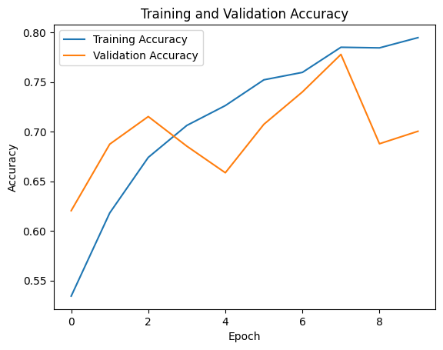 Training and Validation Accuracy
Training Accuracy
Validation Accuracy
0.80
0.75
0.70
0.65
0.60
0.55
Accuracy
0 2 4 6 8
Epoch